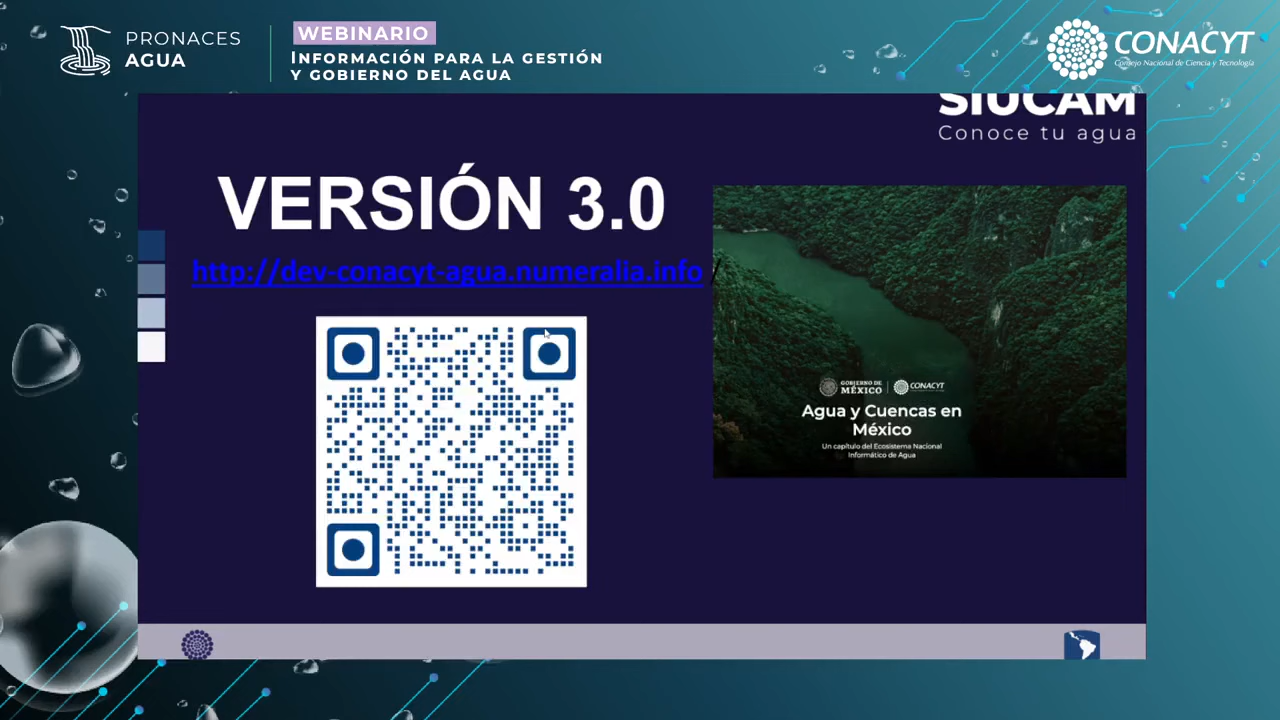 PRONACES
AGUA
WEBINARIO
INFORMACIÓN PARA LA GESTIÓN
Y GOBIERNO DEL AGUA
CONACYT
Consejo Nacional de Ciencia y Tecnología
SIUCAM
Conoce tu agua
VERSIÓN 3.0
http://dev-conacyt-agua.numeralia.info /
GOBIERNO DE
MÉXICO
CONACYT
Agua y Cuencas en
México
Un capítulo del Ecosistema Nacional
Informático de Agua